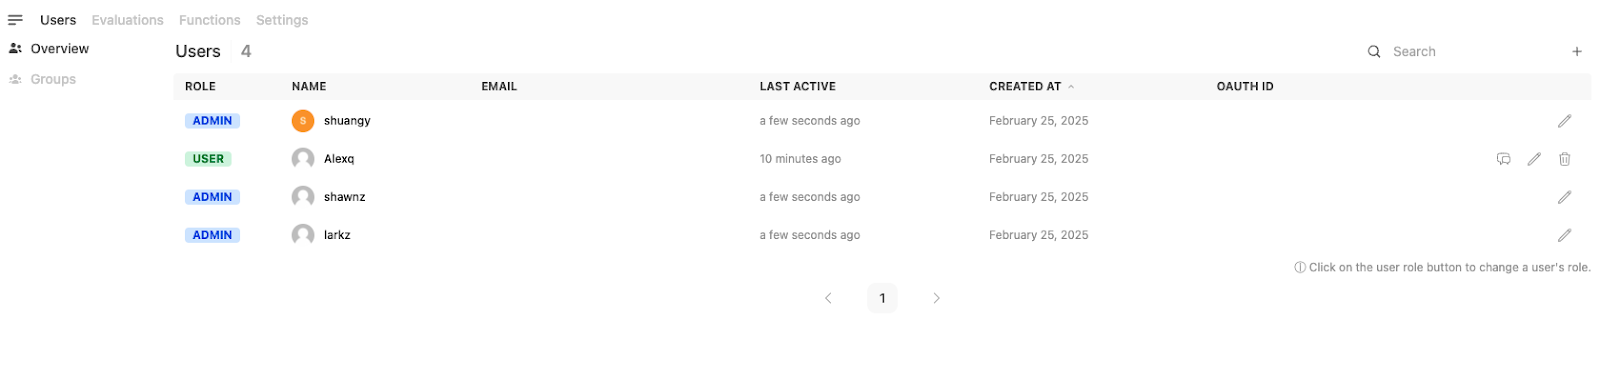 Users Evaluations Functions Settings
Overview
Groups
Users 4 Search
ROLE NAME EMAIL LAST ACTIVE CREATED AT OAUTH ID
ADMIN S shuangy a few seconds ago February 25, 2025
USER Alexq 10 minutes ago February 25, 2025
ADMIN shawnz a few seconds ago February 25, 2025
ADMIN larkz a few seconds ago February 25, 2025
Click on the user role button to change a user's role.
1